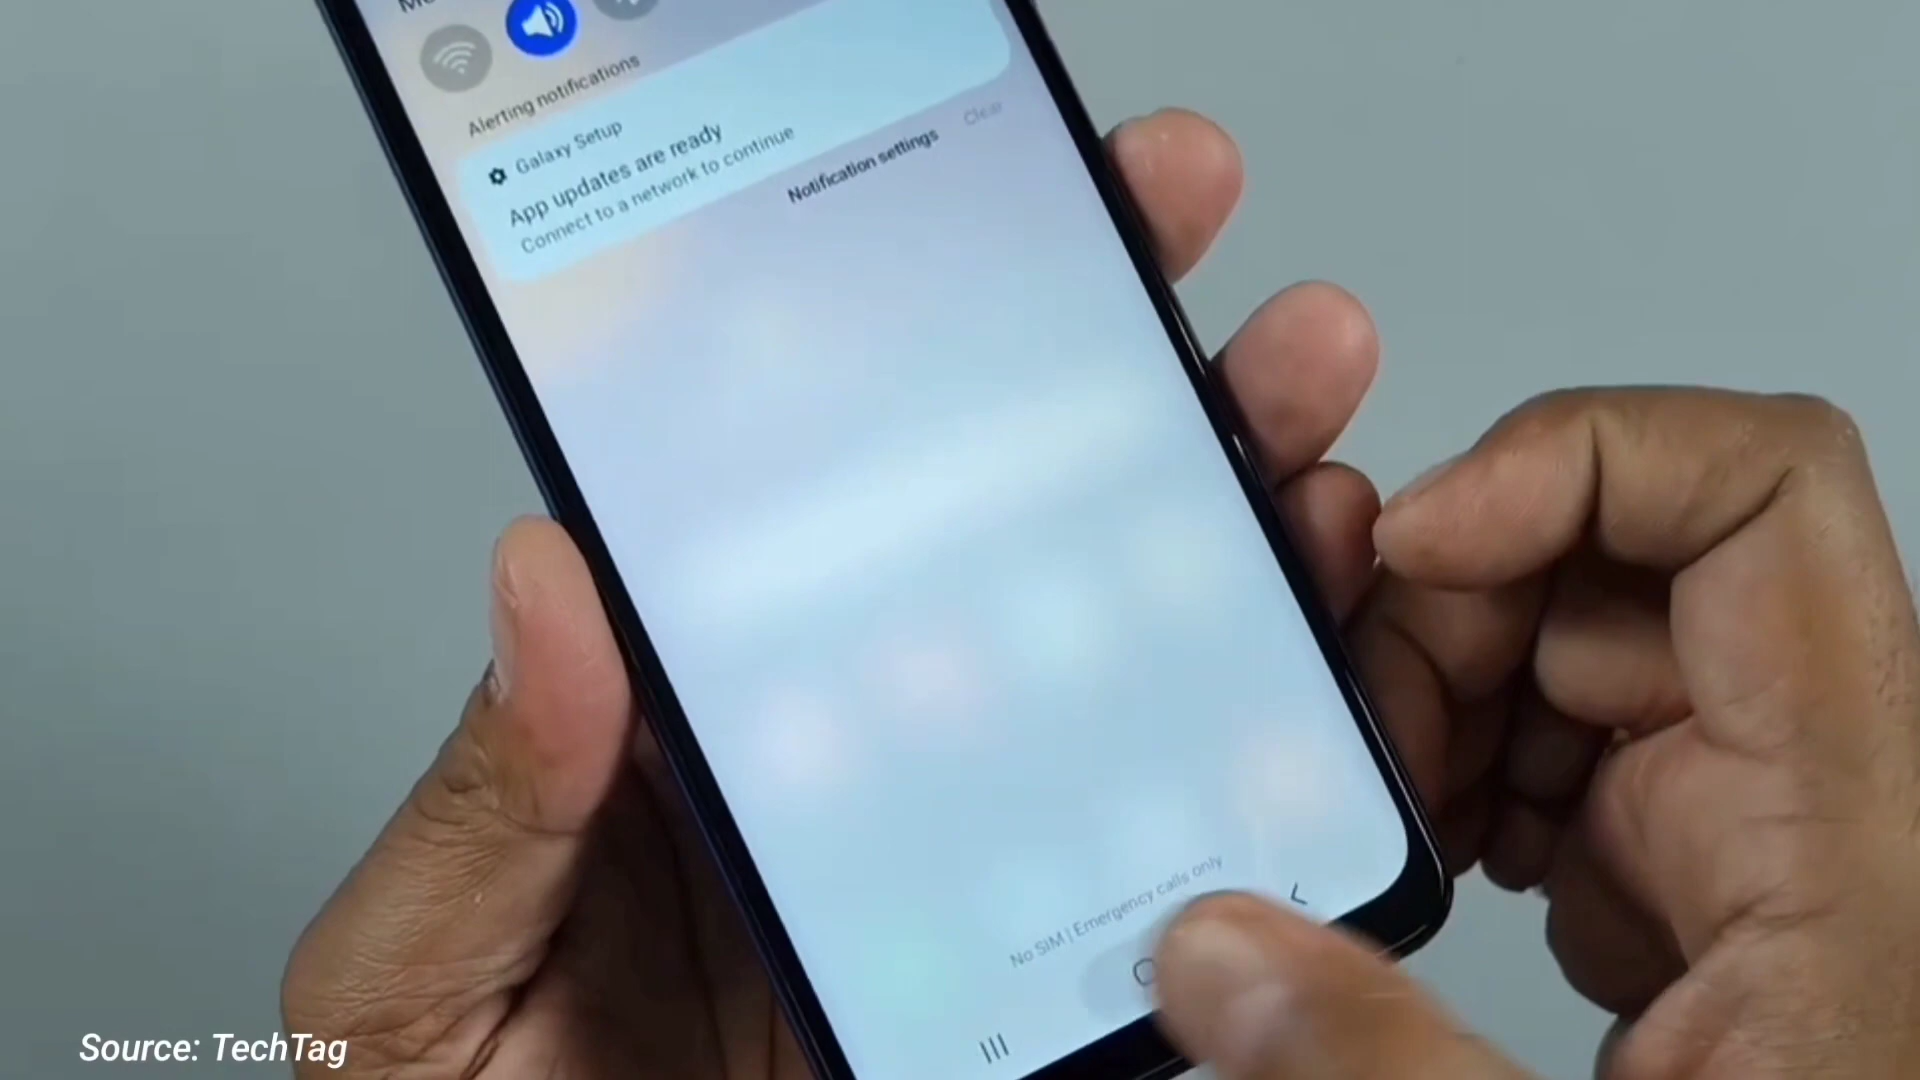 Alerting notifications
Galaxy Setup
App updates are ready
Connect to a network to continue
Notification settings
Clear
No SIM | Emergency calls only
Source: TechTag